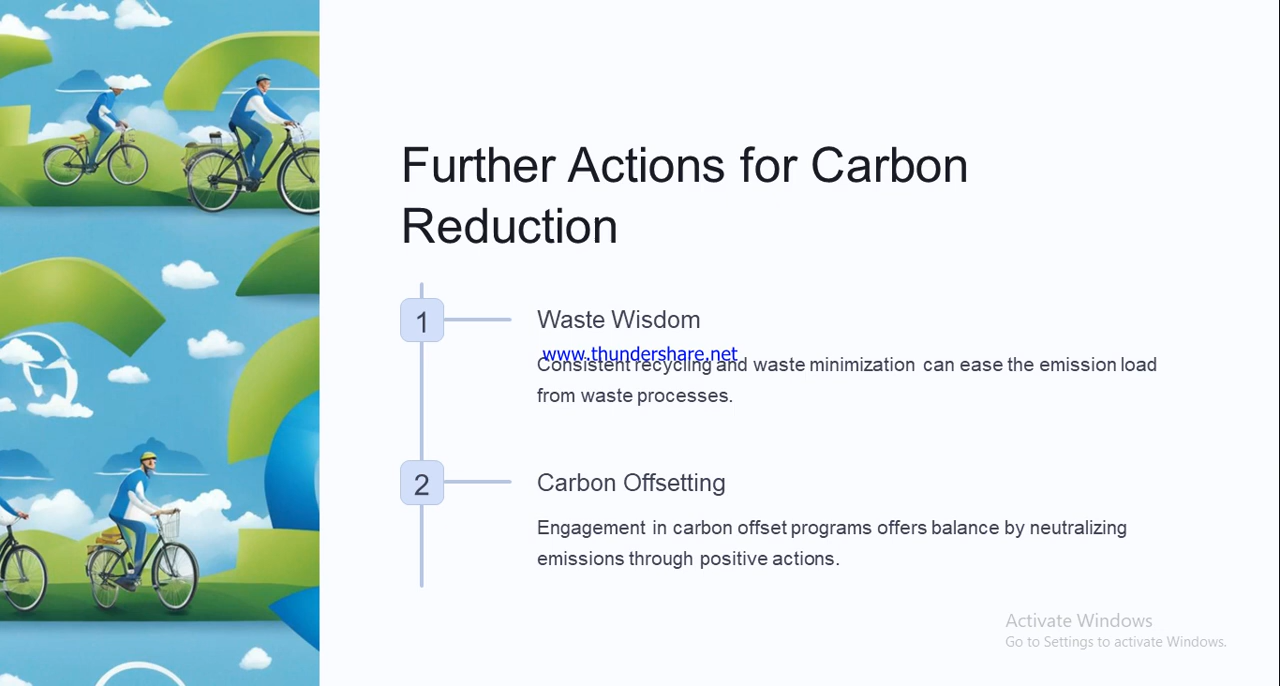 Further Actions for Carbon
Reduction
1
Waste Wisdom
www.thundershare.net
Consistent recycling and waste minimization can ease the emission load
from waste processes.
2
Carbon Offsetting
Engagement in carbon offset programs offers balance by neutralizing
emissions through positive actions.
Activate Windows
Go to Settings to activate Windows.